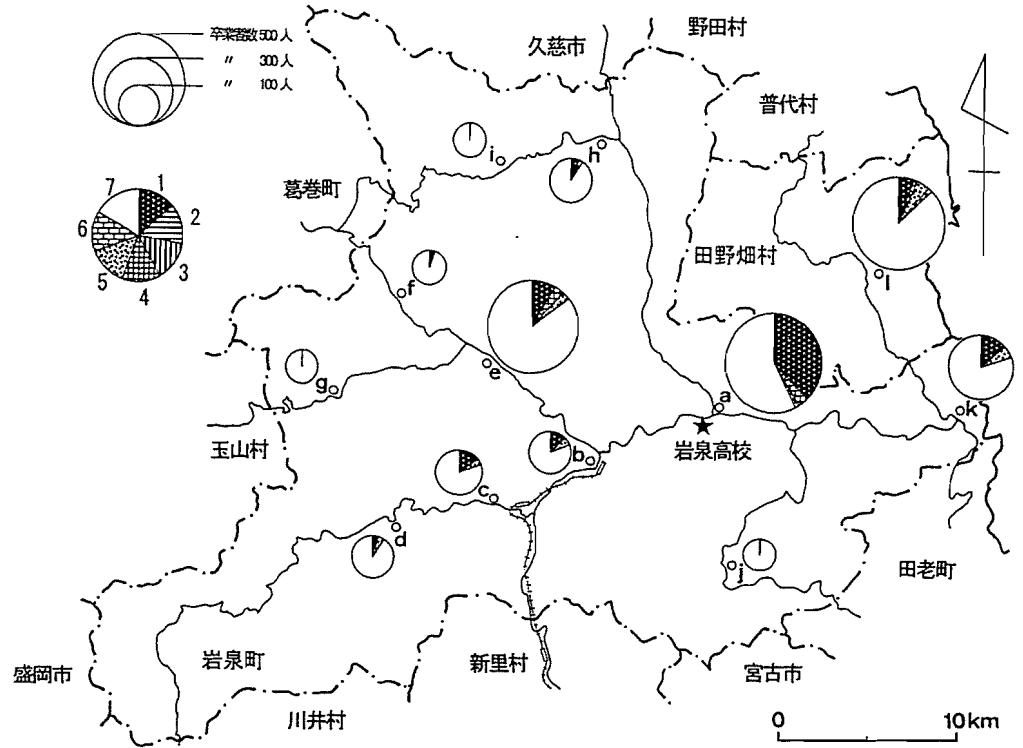 卒業者数500人
〃 300人
〃 100人
久慈市
野田村
普代村
葛巻町
田野畑村
玉山村
岩泉高校
田老町
岩泉町
新里村
宮古市
盛岡市
川井村
7
1
2
6
5
3
4
i
h
f
l
g
e
a
k
b
c
d
0 10km